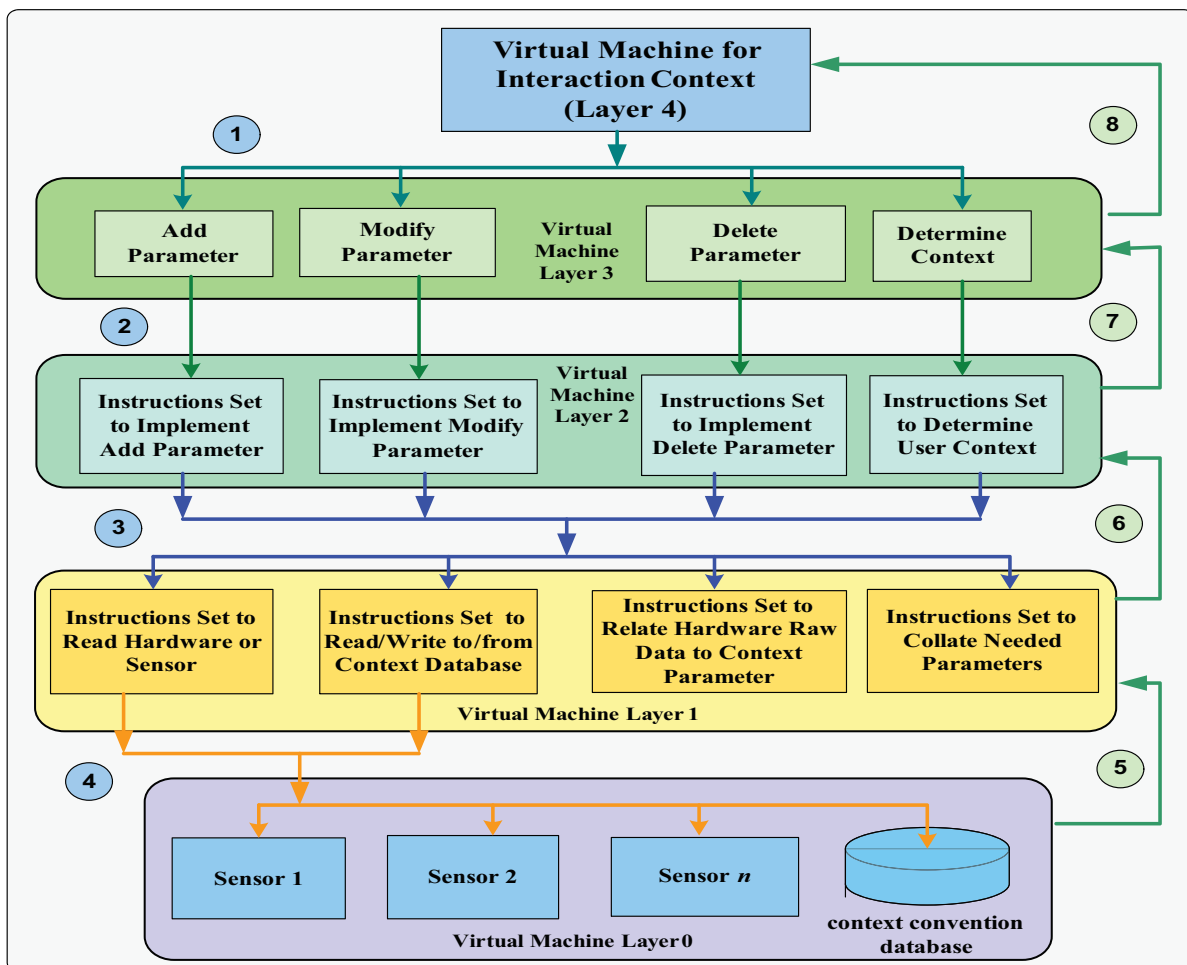 Virtual Machine for
Interaction Context
(Layer 4)
1
8
Add
Parameter
Modify
Parameter
Virtual
Machine
Layer 3
Delete
Parameter
Determine
Context
2
7
Virtual
Machine
Layer 2
Instructions Set
to Implement
Add Parameter
Instructions Set to
Implement Modify
Parameter
Instructions Set
to Implement
Delete Parameter
Instructions Set
to Determine
User Context
3
6
Instructions Set to
Read Hardware or
Sensor
Instructions Set to
Read/Write to/from
Context Database
Instructions Set to
Relate Hardware Raw
Data to Context
Parameter
Instructions Set to
Collate Needed
Parameters
Virtual Machine Layer 1
4
5
Sensor 1
Sensor 2
Sensor n
context convention
database
Virtual Machine Layer 0